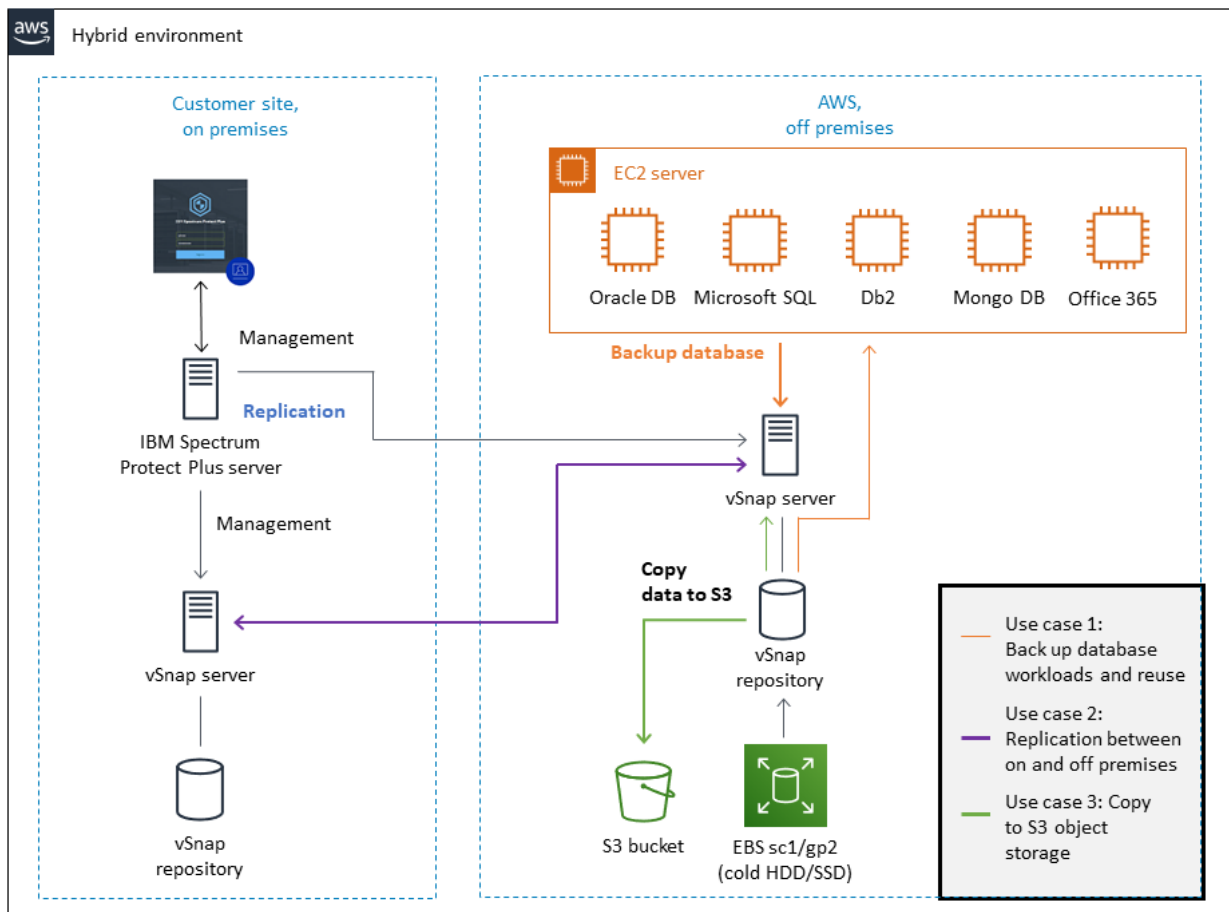 aws
Hybrid environment
Customer site,
on premises
Management
IBM Spectrum
Protect Plus server
Replication
Management
vSnap server
vSnap
repository
AWS,
off premises
EC2 server
Oracle DB
Microsoft SQL
Db2
Mongo DB
Office 365
Backup database
vSnap server
Copy
data to S3
vSnap
repository
S3 bucket
EBS sc1/gp2
(cold HDD/SSD)
Use case 1:
Back up database
workloads and reuse
Use case 2:
Replication between
on and off premises
Use case 3: Copy
to S3 object
storage